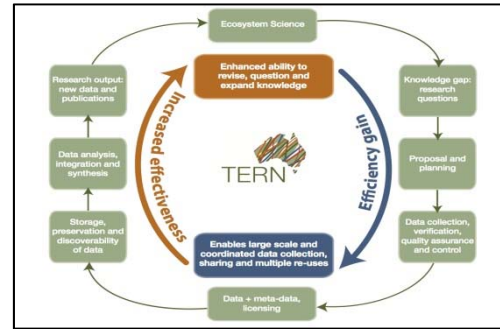 Ecosystem Science
Enhanced ability to
revise, question and
expand knowledge
Knowledge gap:
research
questions
Proposal and
planning
Data collection,
verification,
quality assurance
and control
Data + meta-data,
licensing
Storage,
preservation and
discoverability
of data
Data analysis,
integration and
synthesis
Research output:
new data and
publications
Increased effectiveness
TERN
Efficiency gain
Enables large scale and
coordinated data collection,
sharing and multiple re-uses